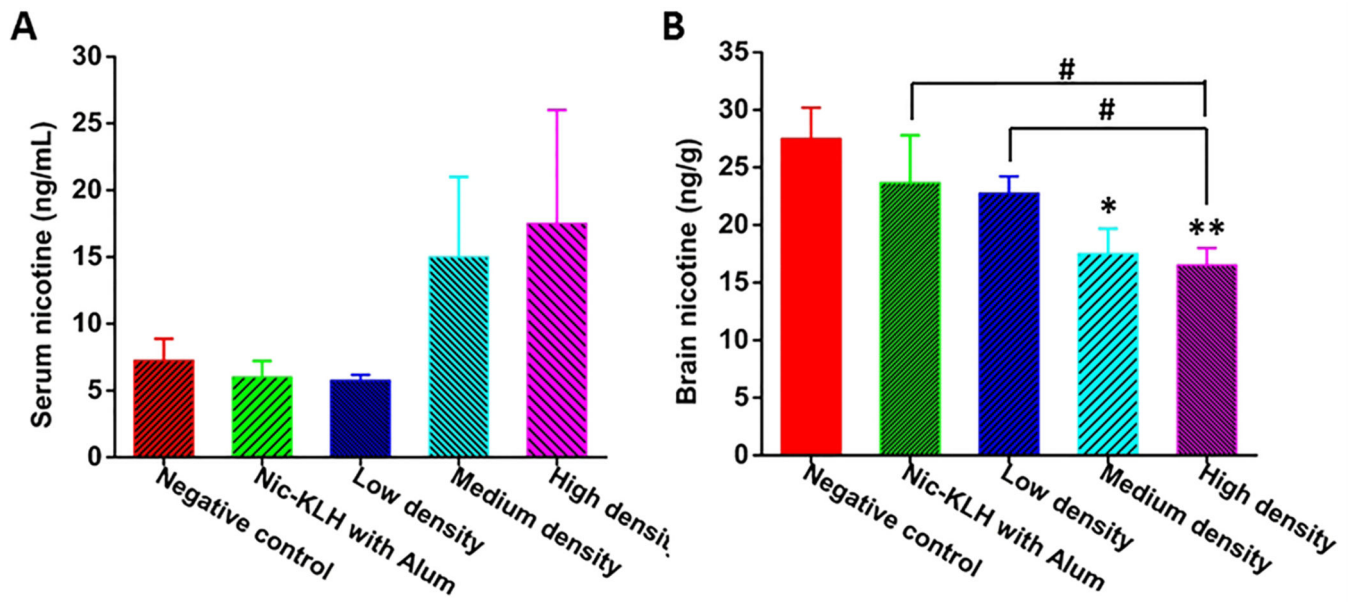 A
Serum nicotine (ng/mL)
30
25
20
15
10
5
0
Negative control
Nic-KLH with Alum
Low density
Medium density
High densit
B
Brain nicotine (ng/g)
35
30
25
20
15
10
5
0
#
#
*
**
Negative control
Nic-KLH with Alum
Low density
Medium density
High density